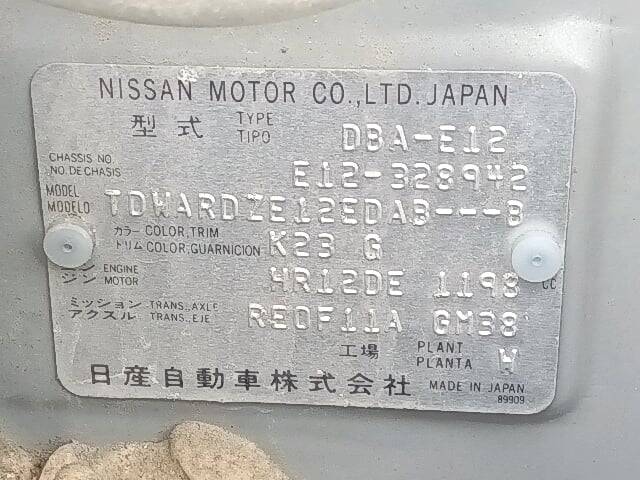 NISSAN MOTOR CO.,LTD. JAPAN
型式 TYPE TIPO DBA-E12
CHASSIS NO. NO. DE CHASIS E12-328942
MODEL MODELO TDWARDZE12EDAB---B
カラー COLOR, TRIM トリム COLOR, GUARNICION K23 G
ジン ENGINE MOTOR HR12DE 1198 CC
ミッション TRANS. AXLE アクスル TRANS. EJE RE0F11A GM38
工場 PLANT PLANTA W
日産自動車株式会社 MADE IN JAPAN
89909